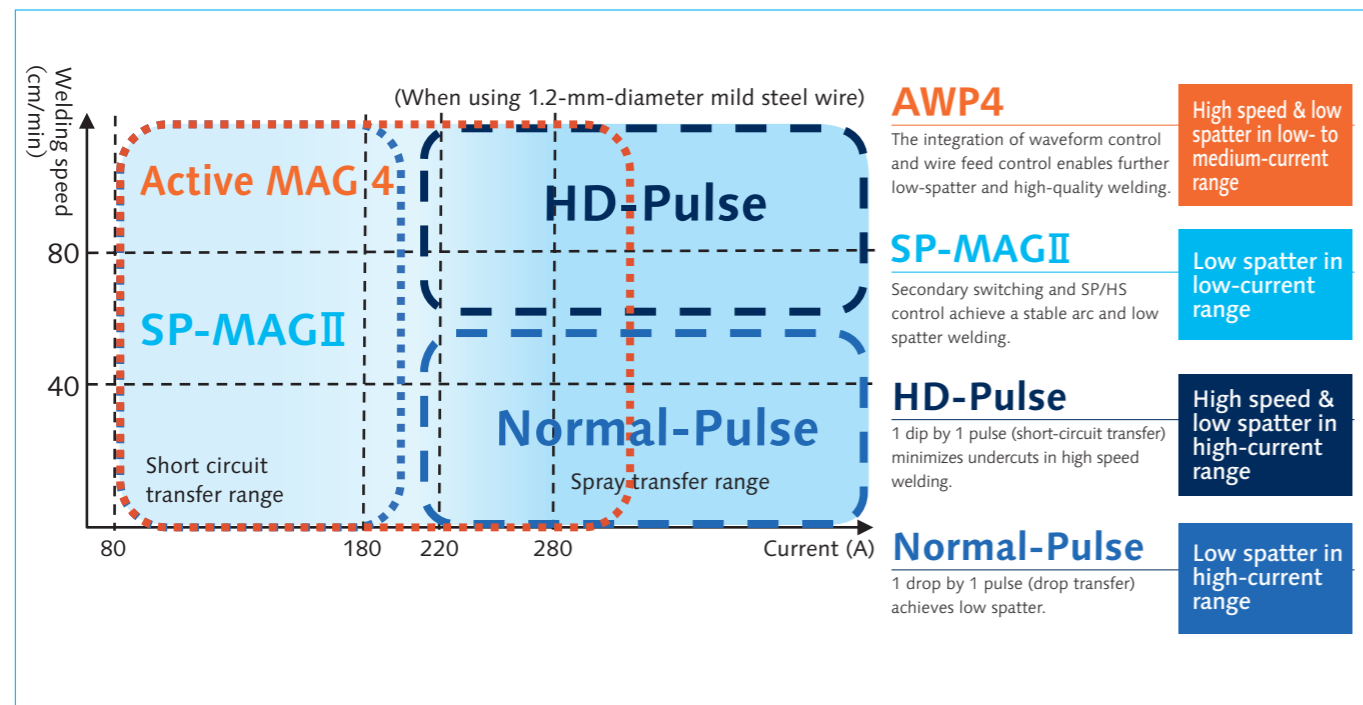 Welding speed
(cm/min)
(When using 1.2-mm-diameter mild steel wire)
Active MAG 4
HD-Pulse
80
SP-MAGⅡ
40
Normal-Pulse
Short circuit
transfer range
Spray transfer range
80
180
220
280
Current (A)
AWP4
The integration of waveform control
and wire feed control enables further
low-spatter and high-quality welding.
High speed & low
spatter in low- to
medium-current
range
SP-MAGⅡ
Secondary switching and SP/HS
control achieve a stable arc and low
spatter welding.
Low spatter in
low-current
range
HD-Pulse
1 dip by 1 pulse (short-circuit transfer)
minimizes undercuts in high speed
welding.
High speed &
low spatter in
high-current
range
Normal-Pulse
1 drop by 1 pulse (drop transfer)
achieves low spatter.
Low spatter in
high-current
range